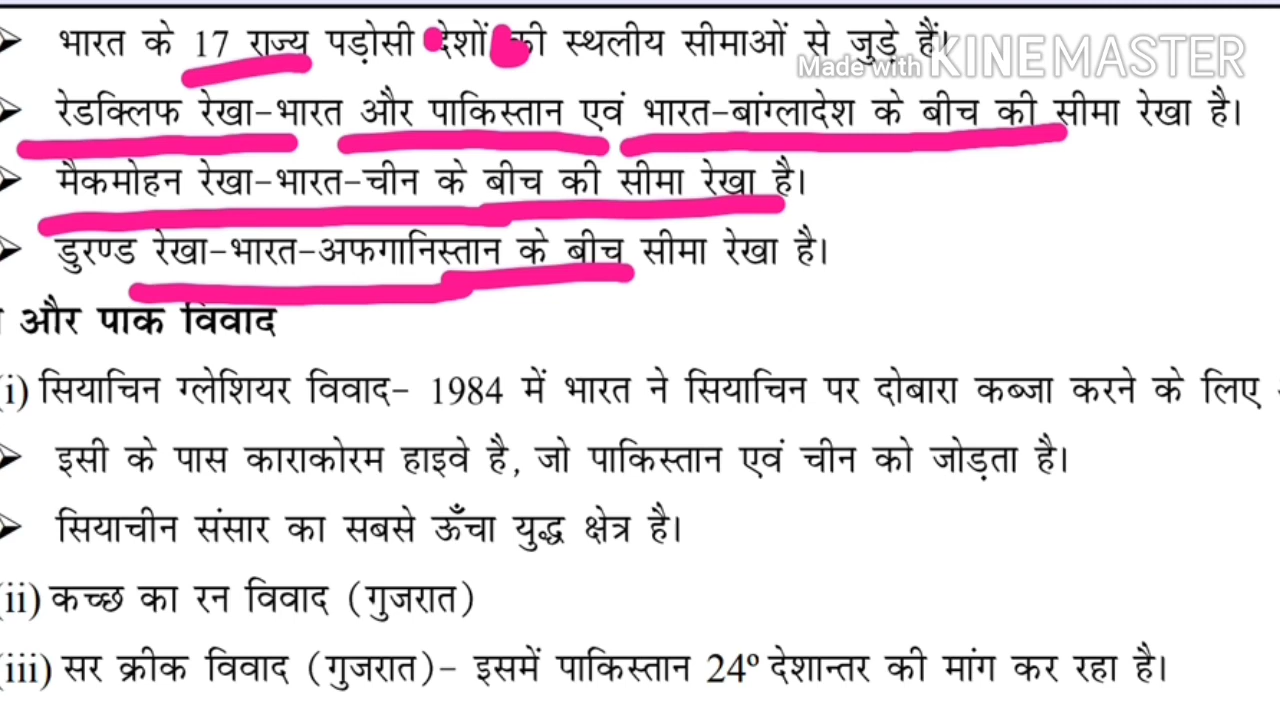 भारत के 17 राज्य पड़ोसी देशों की स्थलीय सीमाओं से जुड़े हैं।
Made with KINEMASTER
रेडक्लिफ रेखा-भारत और पाकिस्तान एवं भारत-बांग्लादेश के बीच की सीमा रेखा है।
मैकमोहन रेखा-भारत-चीन के बीच की सीमा रेखा है।
डुरण्ड रेखा-भारत-अफगानिस्तान के बीच सीमा रेखा है।
और पाक विवाद
(i) सियाचिन ग्लेशियर विवाद- 1984 में भारत ने सियाचिन पर दोबारा कब्जा करने के लिए
इसी के पास काराकोरम हाइवे है, जो पाकिस्तान एवं चीन को जोड़ता है।
सियाचीन संसार का सबसे ऊँचा युद्ध क्षेत्र है।
(ii) कच्छ का रन विवाद (गुजरात)
(iii) सर क्रीक विवाद (गुजरात)- इसमें पाकिस्तान 24º देशान्तर की मांग कर रहा है।